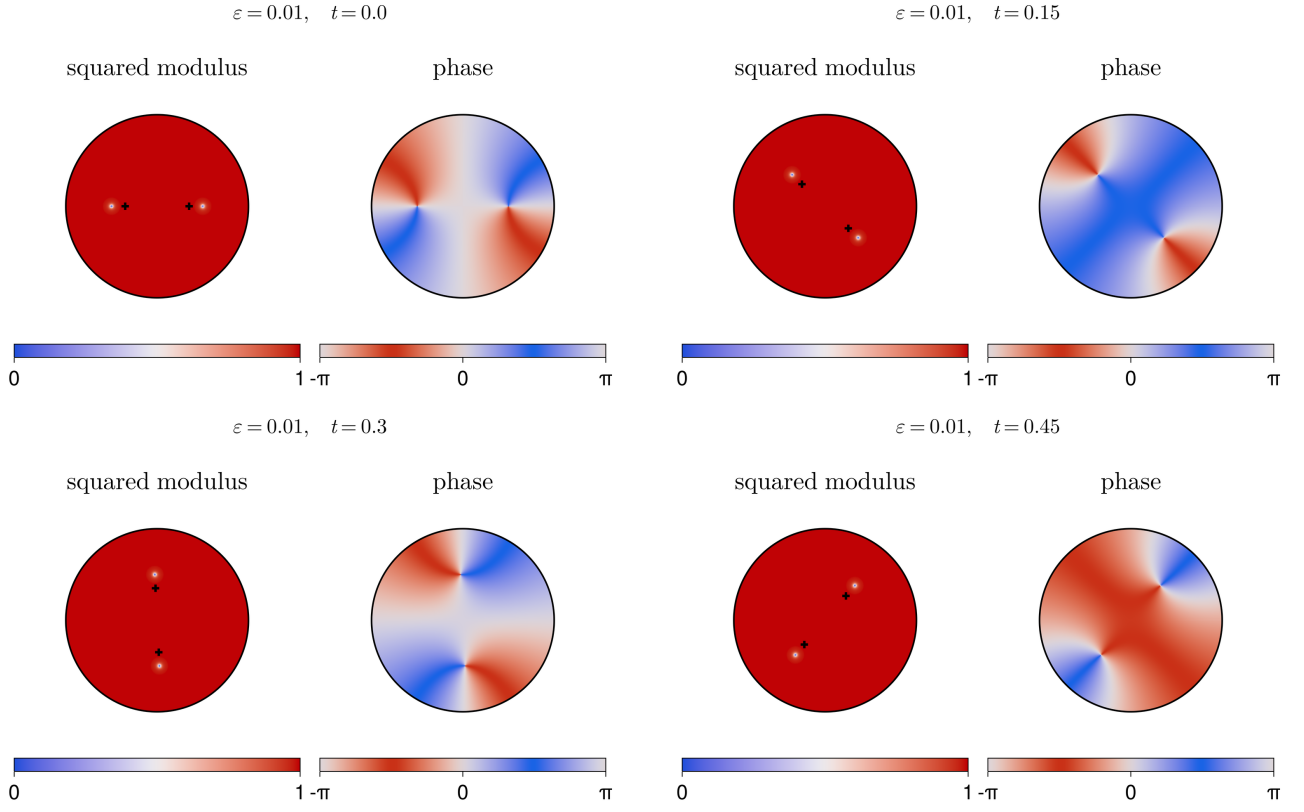 ε = 0.01, t = 0.0
squared modulus phase
0 1 -π 0 π
ε = 0.01, t = 0.15
squared modulus phase
0 1 -π 0 π
ε = 0.01, t = 0.3
squared modulus phase
0 1 -π 0 π
ε = 0.01, t = 0.45
squared modulus phase
0 1 -π 0 π